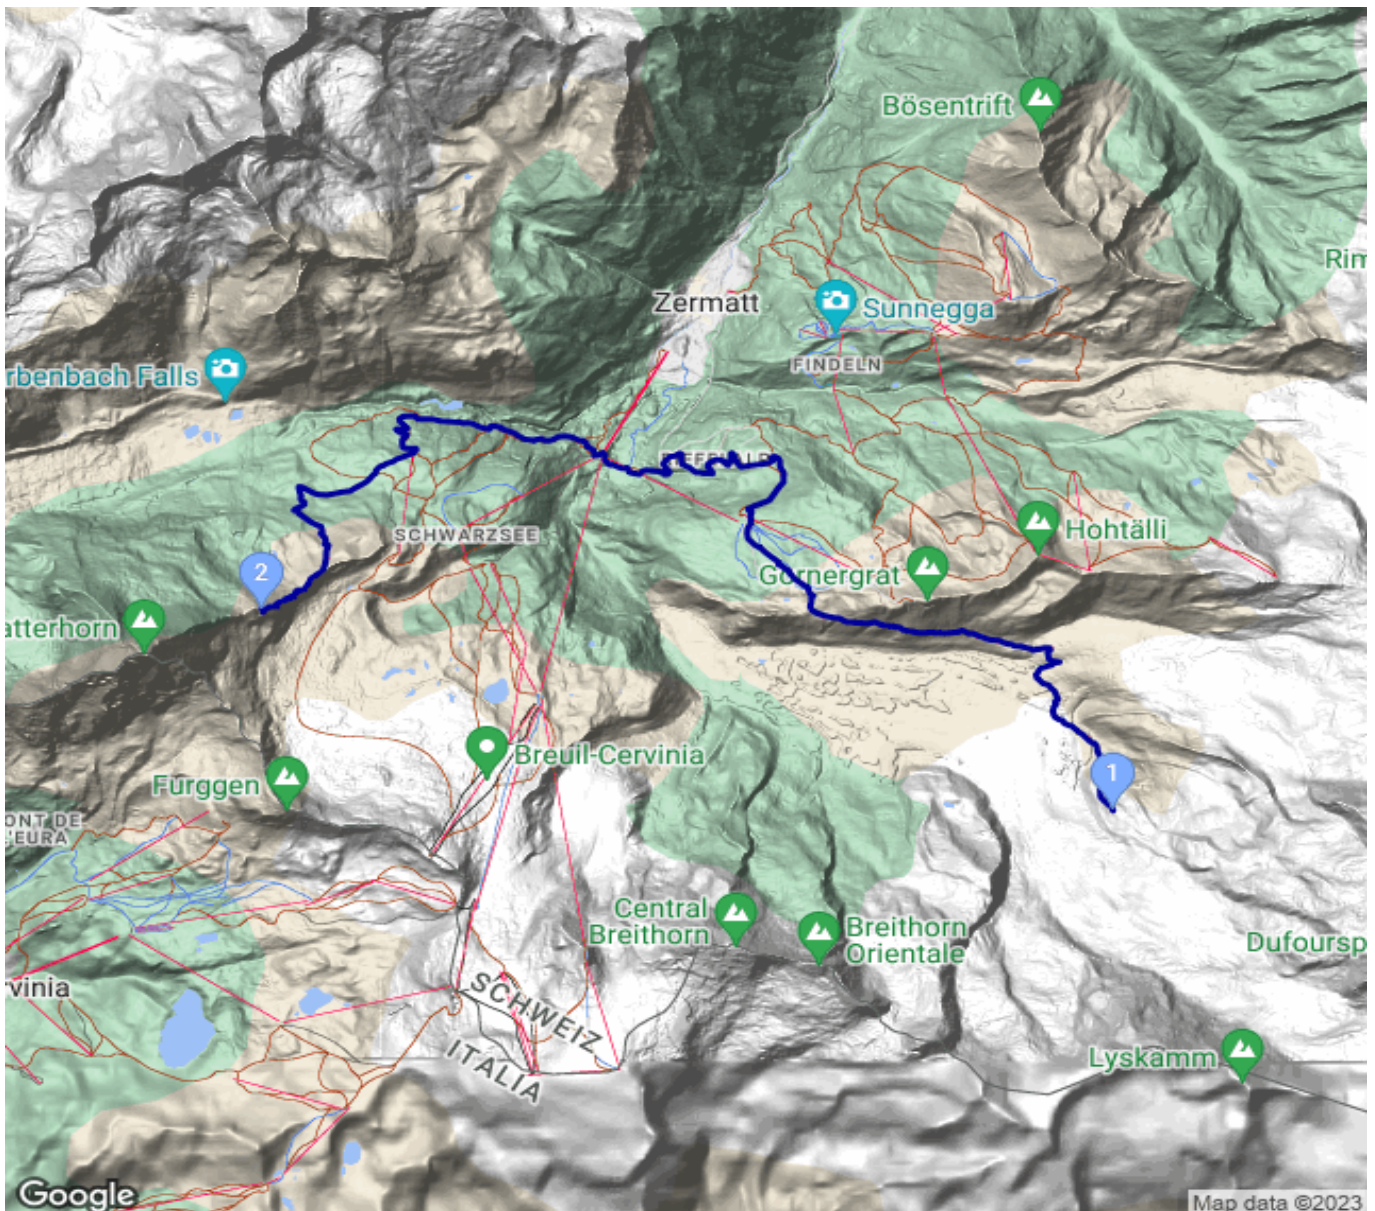 Bösentrift
Rim
Zermatt
Sunnegga
FINDELN
rbenbach Falls
SCHWARZSEE
Hohtälli
Gornergrat
2
atterhorn
Breuil-Cervinia
1
Furggen
ONT DE
L'EURA
Central
Breithorn
Breithorn
Orientale
Dufoursp
vinia
SCHWEIZ
ITALIA
Lyskamm
Google
Map data ©2023